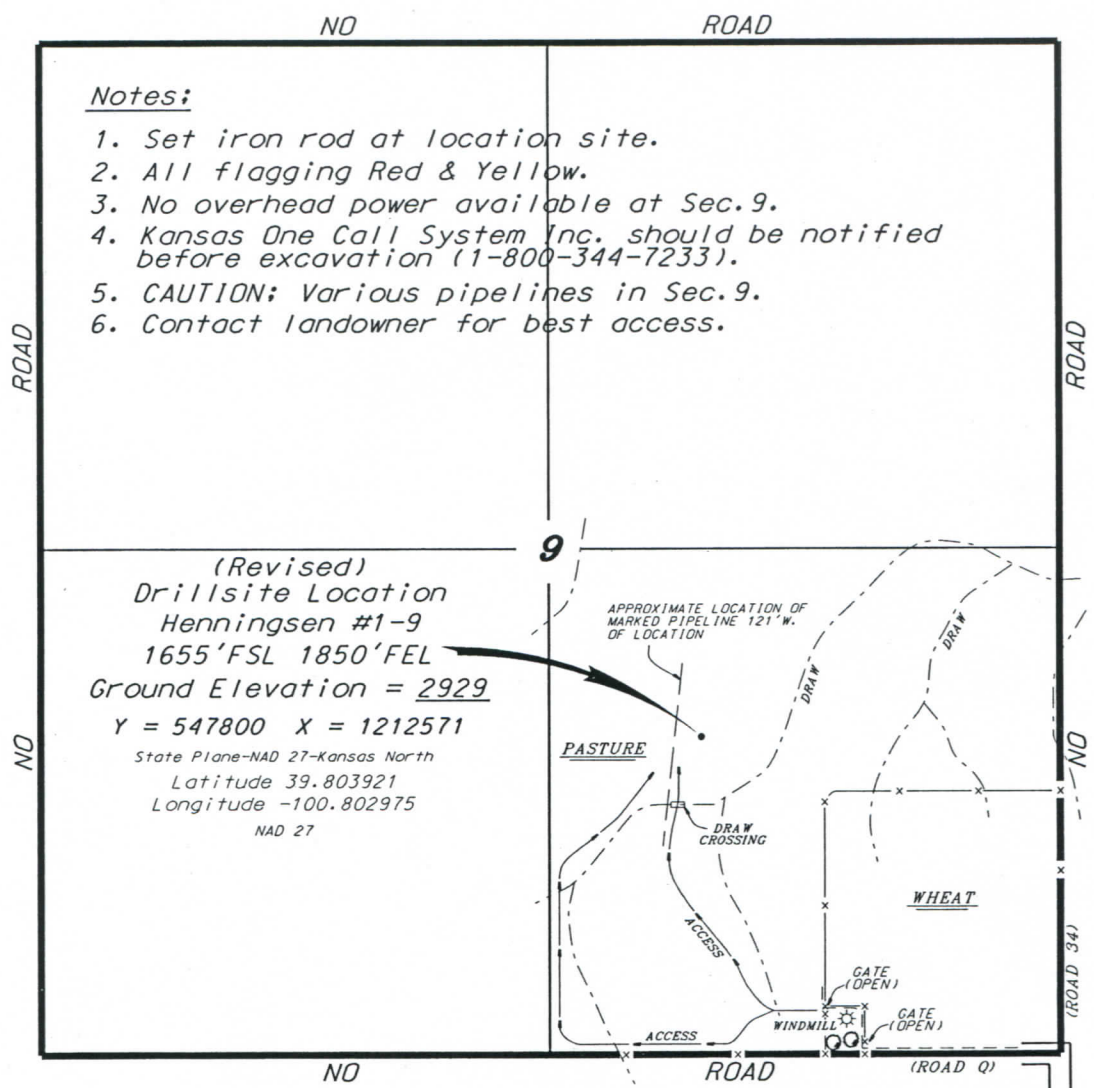 NO ROAD
Notes:
1. Set iron rod at location site.
2. All flagging Red & Yellow.
3. No overhead power available at Sec.9.
4. Kansas One Call System Inc. should be notified
before excavation (1-800-344-7233).
5. CAUTION: Various pipelines in Sec.9.
6. Contact landowner for best access.
ROAD
ROAD
9
(Revised)
Drillsite Location
Henningsen #1-9
1655'FSL 1850'FEL
Ground Elevation = 2929
Y = 547800 X = 1212571
State Plane-NAD 27-Kansas North
Latitude 39.803921
Longitude -100.802975
NAD 27
NO
APPROXIMATE LOCATION OF
MARKED PIPELINE 121'W.
OF LOCATION
DRAW
DRAW
PASTURE
NO
DRAW
CROSSING
WHEAT
ACCESS
(ROAD 34)
GATE
(OPEN)
WINDMILL
GATE
(OPEN)
ACCESS
NO ROAD
(ROAD Q)